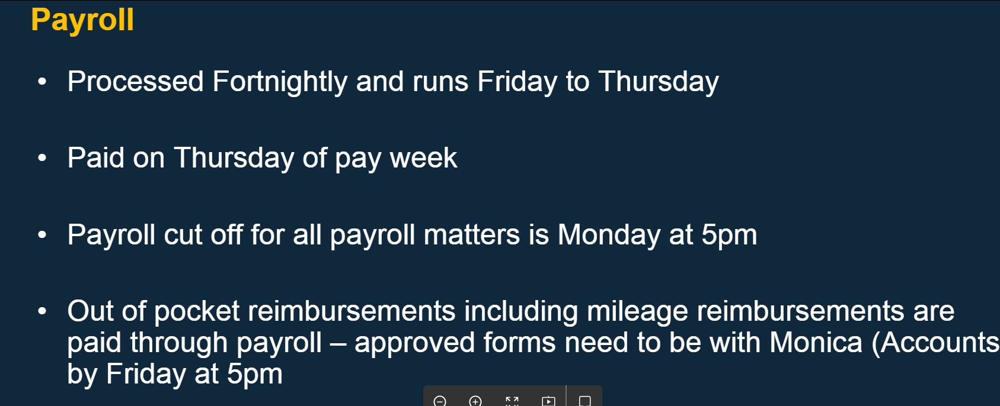 Payroll
• Processed Fortnightly and runs Friday to Thursday
• Paid on Thursday of pay week
• Payroll cut off for all payroll matters is Monday at 5pm
• Out of pocket reimbursements including mileage reimbursements are
paid through payroll – approved forms need to be with Monica (Accounts
by Friday at 5pm